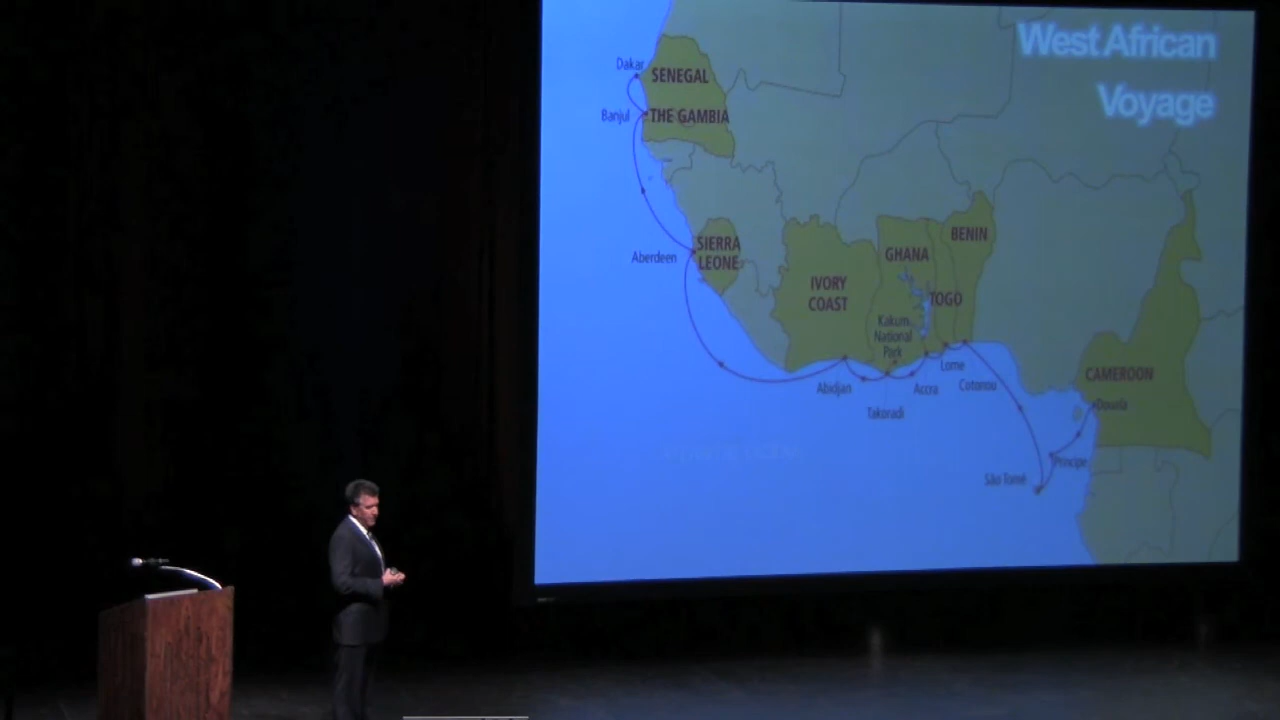 West African
Voyage
Dakar
SENEGAL
Banjul
THE GAMBIA
Aberdeen
SIERRA
LEONE
IVORY
COAST
GHANA
BENIN
TOGO
Kakum
National
Park
Abidjan
Takoradi
Accra
Lome
Cotonou
CAMEROON
Douala
Principe
São Tomé